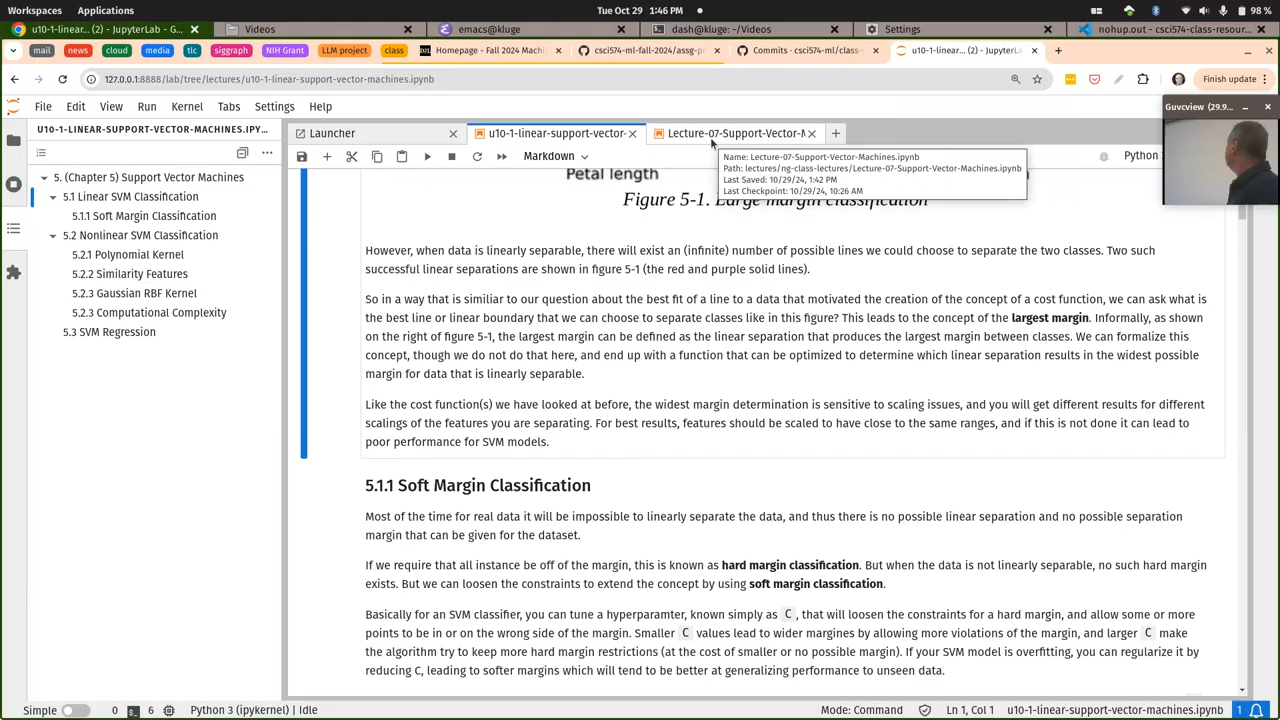 Workspaces Applications Tue Oct 29 1:46 PM 98 %
u10-1-linear... (2) - JupyterLab - G... Videos emacs@kluge dash@kluge: ~/Videos Settings nohup.out - csci574-class-resour...
mail news cloud media tlc siggraph NIH Grant LLM project class Homepage - Fall 2024 Machin csci574-ml-fall-2024/assg-p Commits · csci574-ml/class- u10-1-linear... (2) - JupyterL
127.0.0.1:8888/lab/tree/lectures/u10-1-linear-support-vector-machines.ipynb Finish update
File Edit View Run Kernel Tabs Settings Help Guvcview (29.9...
U10-1-LINEAR-SUPPORT-VECTOR-MACHINES.IPY... Launcher u10-1-linear-support-vector- Lecture-07-Support-Vector-M
Markdown Python
Name: Lecture-07-Support-Vector-Machines.ipynb
Path: lectures/ng-class-lectures/Lecture-07-Support-Vector-Machines.ipynb
Last Saved: 10/29/24, 1:42 PM
Last Checkpoint: 10/29/24, 10:26 AM
5. (Chapter 5) Support Vector Machines
5.1 Linear SVM Classification
5.1.1 Soft Margin Classification
5.2 Nonlinear SVM Classification
5.2.1 Polynomial Kernel
5.2.2 Similarity Features
5.2.3 Gaussian RBF Kernel
5.2.3 Computational Complexity
5.3 SVM Regression
Petal length
Figure 5-1. Large margin classification
However, when data is linearly separable, there will exist an (infinite) number of possible lines we could choose to separate the two classes. Two such
successful linear separations are shown in figure 5-1 (the red and purple solid lines).
So in a way that is similiar to our question about the best fit of a line to a data that motivated the creation of the concept of a cost function, we can ask what is
the best line or linear boundary that we can choose to separate classes like in this figure? This leads to the concept of the largest margin. Informally, as shown
on the right of figure 5-1, the largest margin can be defined as the linear separation that produces the largest margin between classes. We can formalize this
concept, though we do not do that here, and end up with a function that can be optimized to determine which linear separation results in the widest possible
margin for data that is linearly separable.
Like the cost function(s) we have looked at before, the widest margin determination is sensitive to scaling issues, and you will get different results for different
scalings of the features you are separating. For best results, features should be scaled to have close to the same ranges, and if this is not done it can lead to
poor performance for SVM models.
5.1.1 Soft Margin Classification
Most of the time for real data it will be impossible to linearly separate the data, and thus there is no possible linear separation and no possible separation
margin that can be given for the dataset.
If we require that all instance be off of the margin, this is known as hard margin classification. But when the data is not linearly separable, no such hard margin
exists. But we can loosen the constraints to extend the concept by using soft margin classification.
Basically for an SVM classifier, you can tune a hyperparamter, known simply as C, that will loosen the constraints for a hard margin, and allow some or more
points to be in or on the wrong side of the margin. Smaller C values lead to wider margins by allowing more violations of the margin, and larger C make
the algorithm try to keep more hard margin restrictions (at the cost of smaller or no possible margin). If your SVM model is overfitting, you can regularize it by
reducing C, leading to softer margins which will tend to be better at generalizing performance to unseen data.
Simple 0 6 Python 3 (ipykernel) | Idle Mode: Command Ln 1, Col 1 u10-1-linear-support-vector-machines.ipynb 1